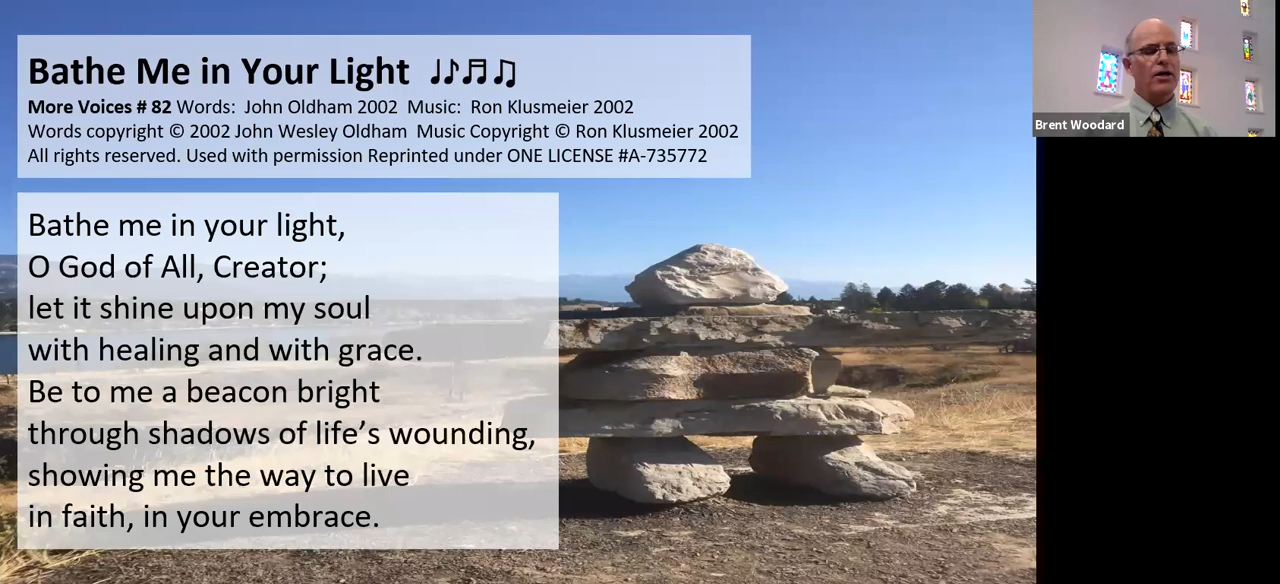 Bathe Me in Your Light ♩♪♬♫
More Voices # 82 Words:  John Oldham 2002  Music:  Ron Klusmeier 2002
Words copyright © 2002 John Wesley Oldham  Music Copyright © Ron Klusmeier 2002
All rights reserved. Used with permission Reprinted under ONE LICENSE #A-735772
Brent Woodard
Bathe me in your light,
O God of All, Creator;
let it shine upon my soul
with healing and with grace.
Be to me a beacon bright
through shadows of life’s wounding,
showing me the way to live
in faith, in your embrace.